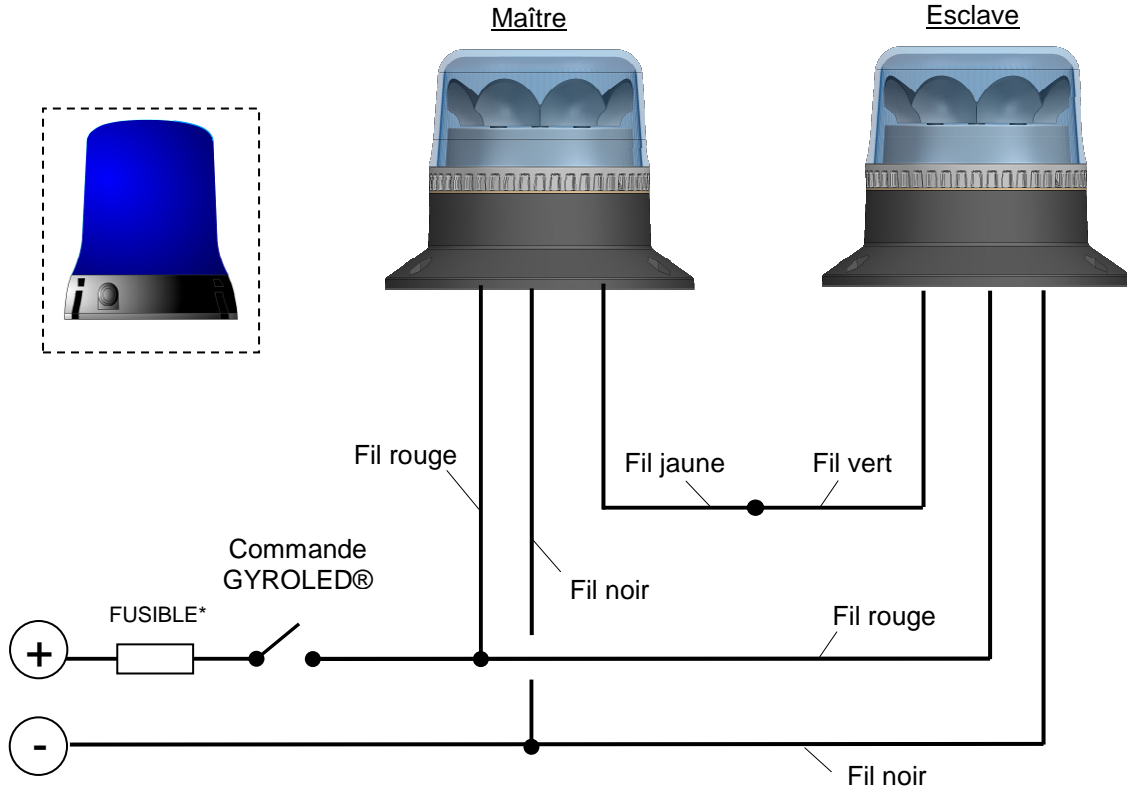 Maître
Esclave
Fil rouge
Fil jaune
Fil vert
Commande
GYROLED®
Fil noir
FUSIBLE*
Fil rouge
+
-
Fil noir